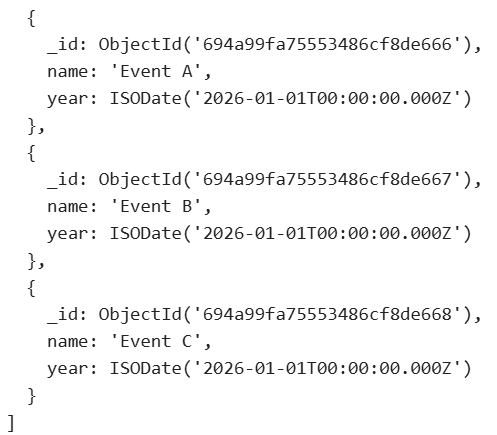 {
_id: ObjectId('694a99fa75553486cf8de666'),
name: 'Event A',
year: ISODate('2026-01-01T00:00:00.000Z')
},
{
_id: ObjectId('694a99fa75553486cf8de667'),
name: 'Event B',
year: ISODate('2026-01-01T00:00:00.000Z')
},
{
_id: ObjectId('694a99fa75553486cf8de668'),
name: 'Event C',
year: ISODate('2026-01-01T00:00:00.000Z')
}
]